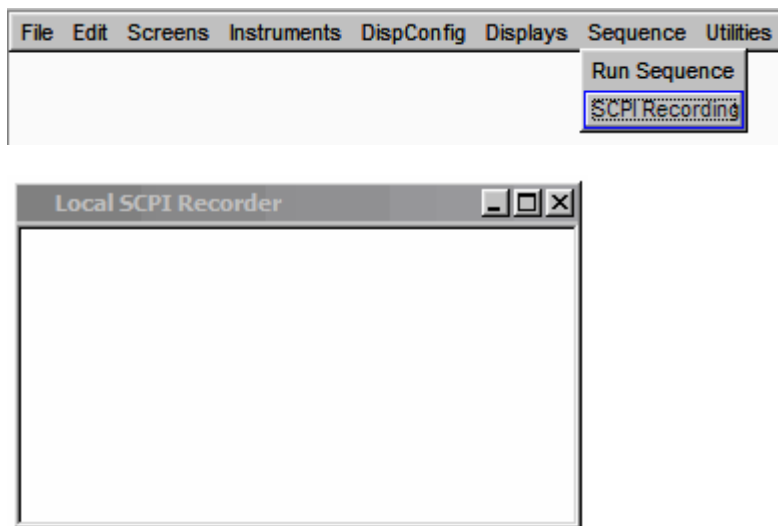 File Edit Screens Instruments DispConfig Displays Sequence Utilities
Run Sequence
SCPI Recording
Local SCPI Recorder